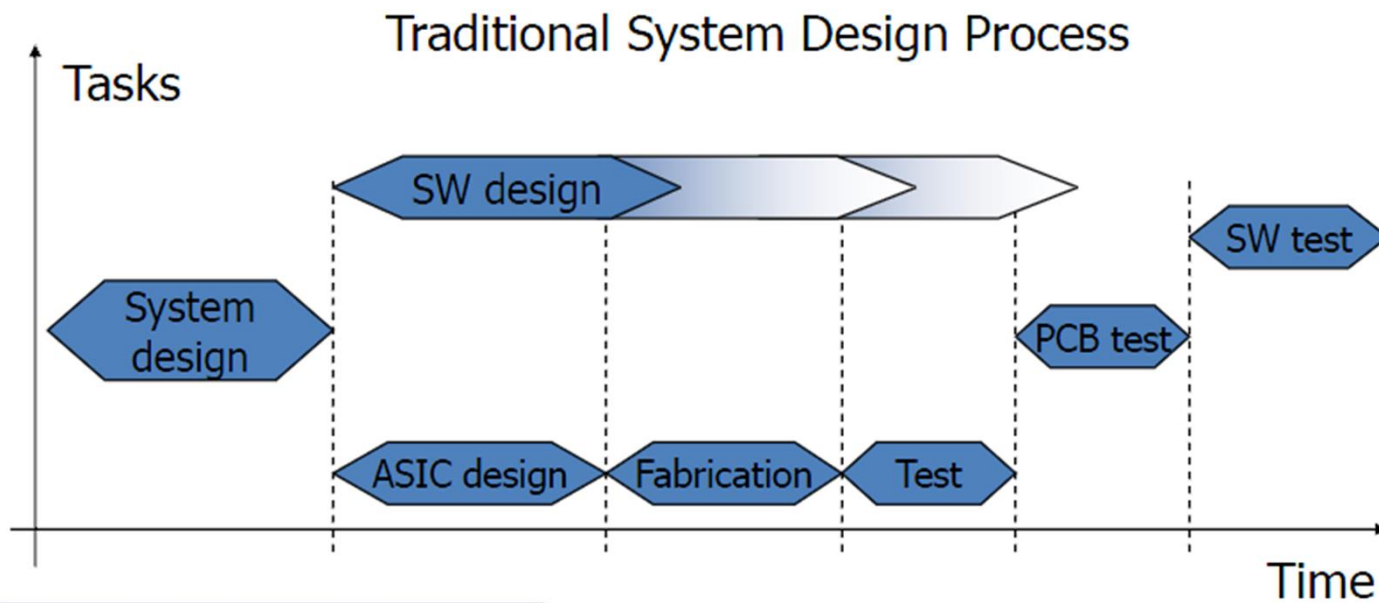 Traditional System Design Process
Tasks
SW design
SW test
System
design
PCB test
ASIC design
Fabrication
Test
Time